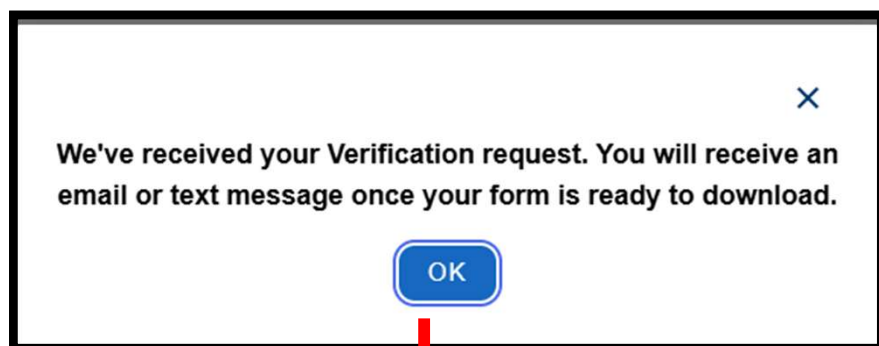 We've received your Verification request. You will receive an
email or text message once your form is ready to download.
OK